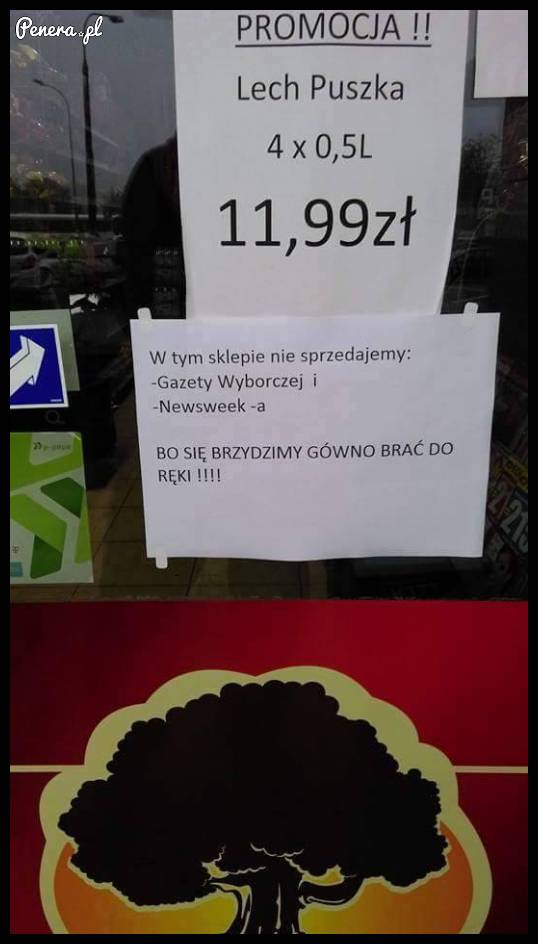 Penera.pl
PROMOCJA !!
Lech Puszka
4 x 0,5L
11,99zł
W tym sklepie nie sprzedajemy:
-Gazety Wyborczej i
-Newsweek -a
BO SIĘ BRZYDZIMY GÓWNO BRAĆ DO
RĘKI !!!!